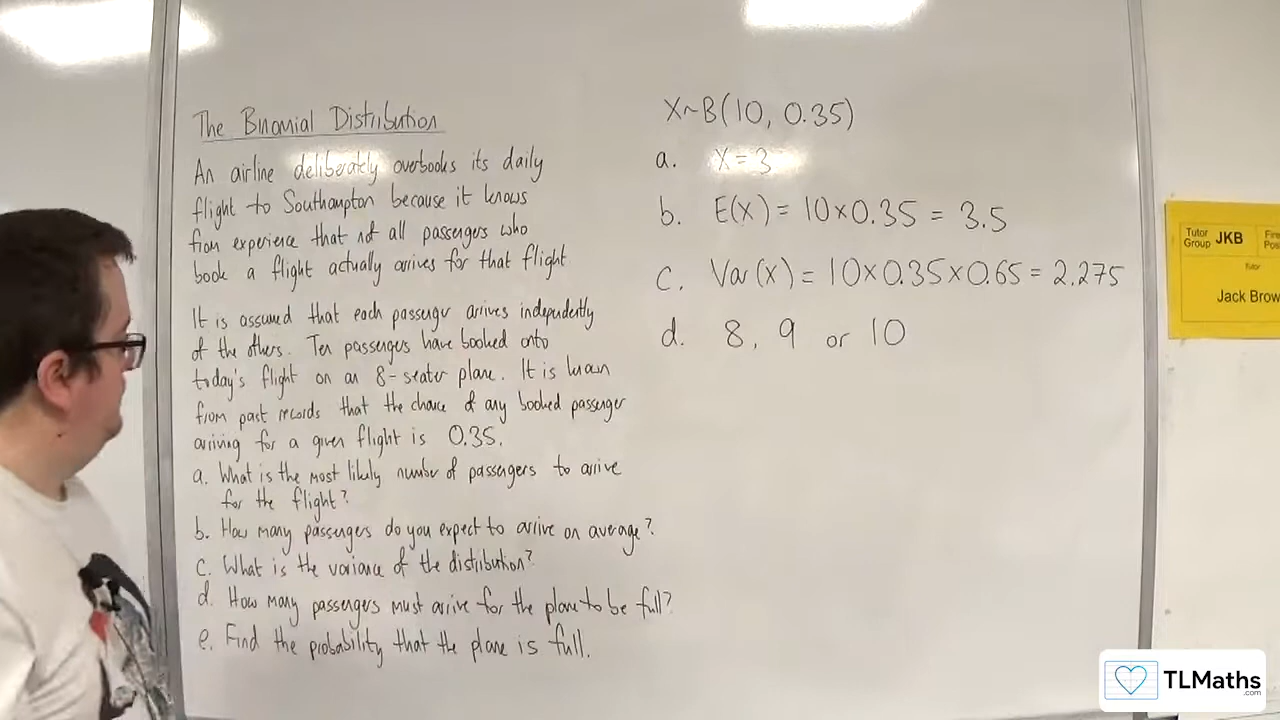 The Binomial Distribution
An airline deliberately overbooks its daily
flight to Southampton because it knows
from experience that not all passengers who
book a flight actually arrives for that flight
It is assumed that each passenger arrives independently
of the others. Ten passengers have booked onto
today's flight on an 8-seater plane. It is known
from past records that the chance of any booked passenger
arriving for a given flight is 0.35.
a. What is the most likely number of passengers to arrive
for the flight?
b. How many passengers do you expect to arrive on average?
c. What is the variance of the distribution?
d. How many passengers must arrive for the plane to be full?
e. Find the probability that the plane is full.
X~B(10, 0.35)
a. X = 3
b. E(X) = 10×0.35 = 3.5
c. Var(X) = 10×0.35×0.65 = 2.275
d. 8, 9 or 10
Tutor
Group JKB
Tutor
Jack Brow
TLMaths
.com